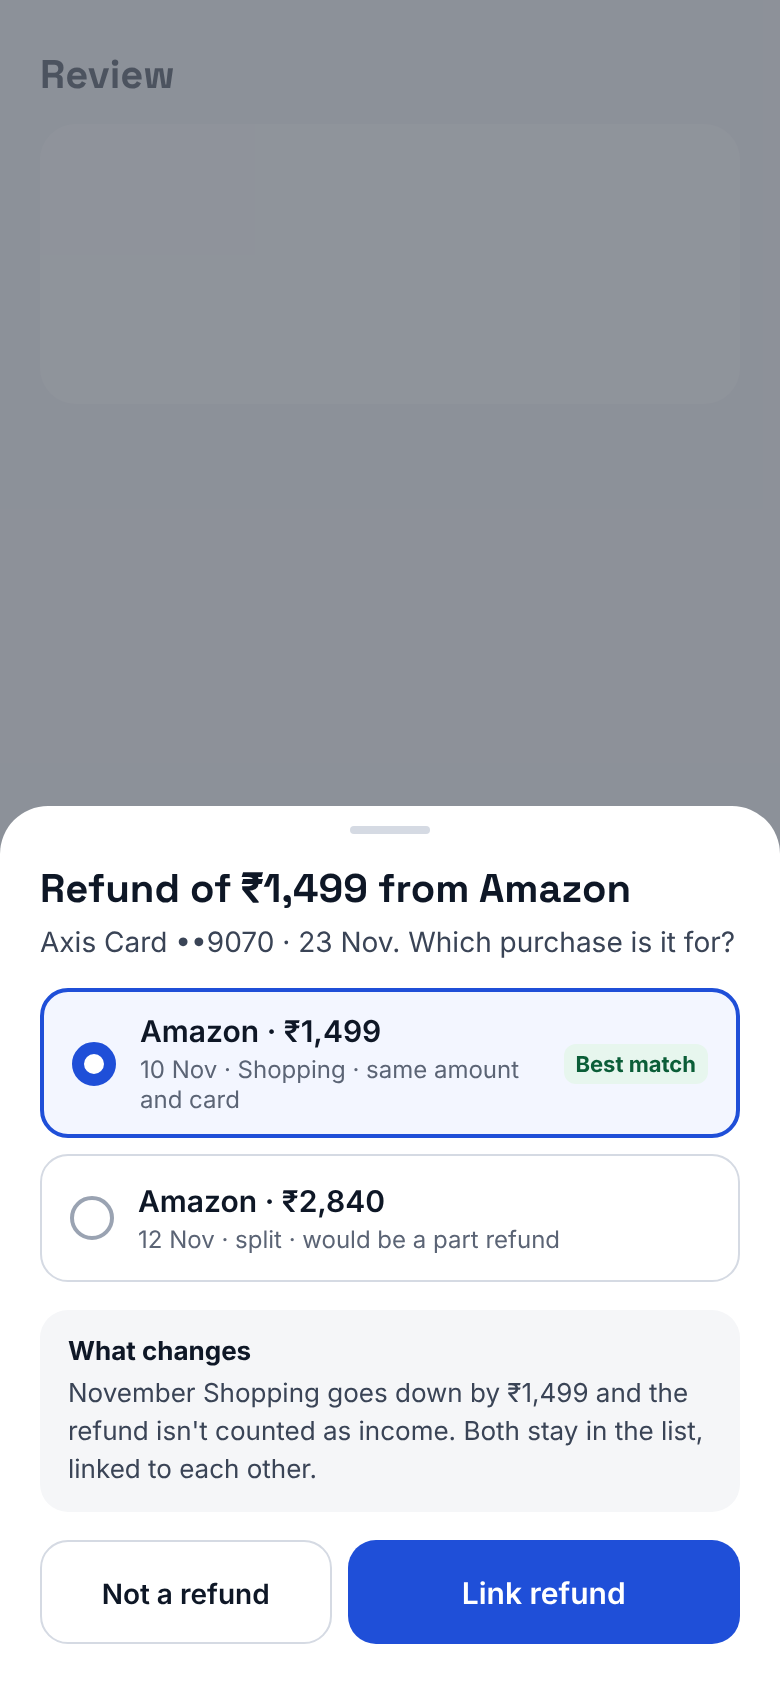 Review
Refund of ₹1,499 from Amazon
Axis Card ••9070 · 23 Nov. Which purchase is it for?
Amazon · ₹1,499
10 Nov · Shopping · same amount
and card
Best match
Amazon · ₹2,840
12 Nov · split · would be a part refund
What changes
November Shopping goes down by ₹1,499 and the
refund isn't counted as income. Both stay in the list,
linked to each other.
Not a refund
Link refund